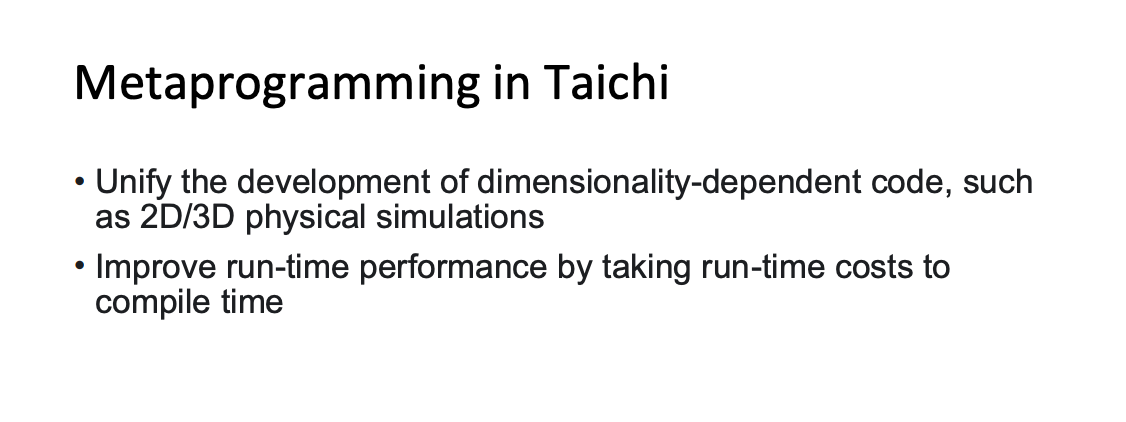 Metaprogramming in Taichi
• Unify the development of dimensionality-dependent code, such
as 2D/3D physical simulations
• Improve run-time performance by taking run-time costs to
compile time